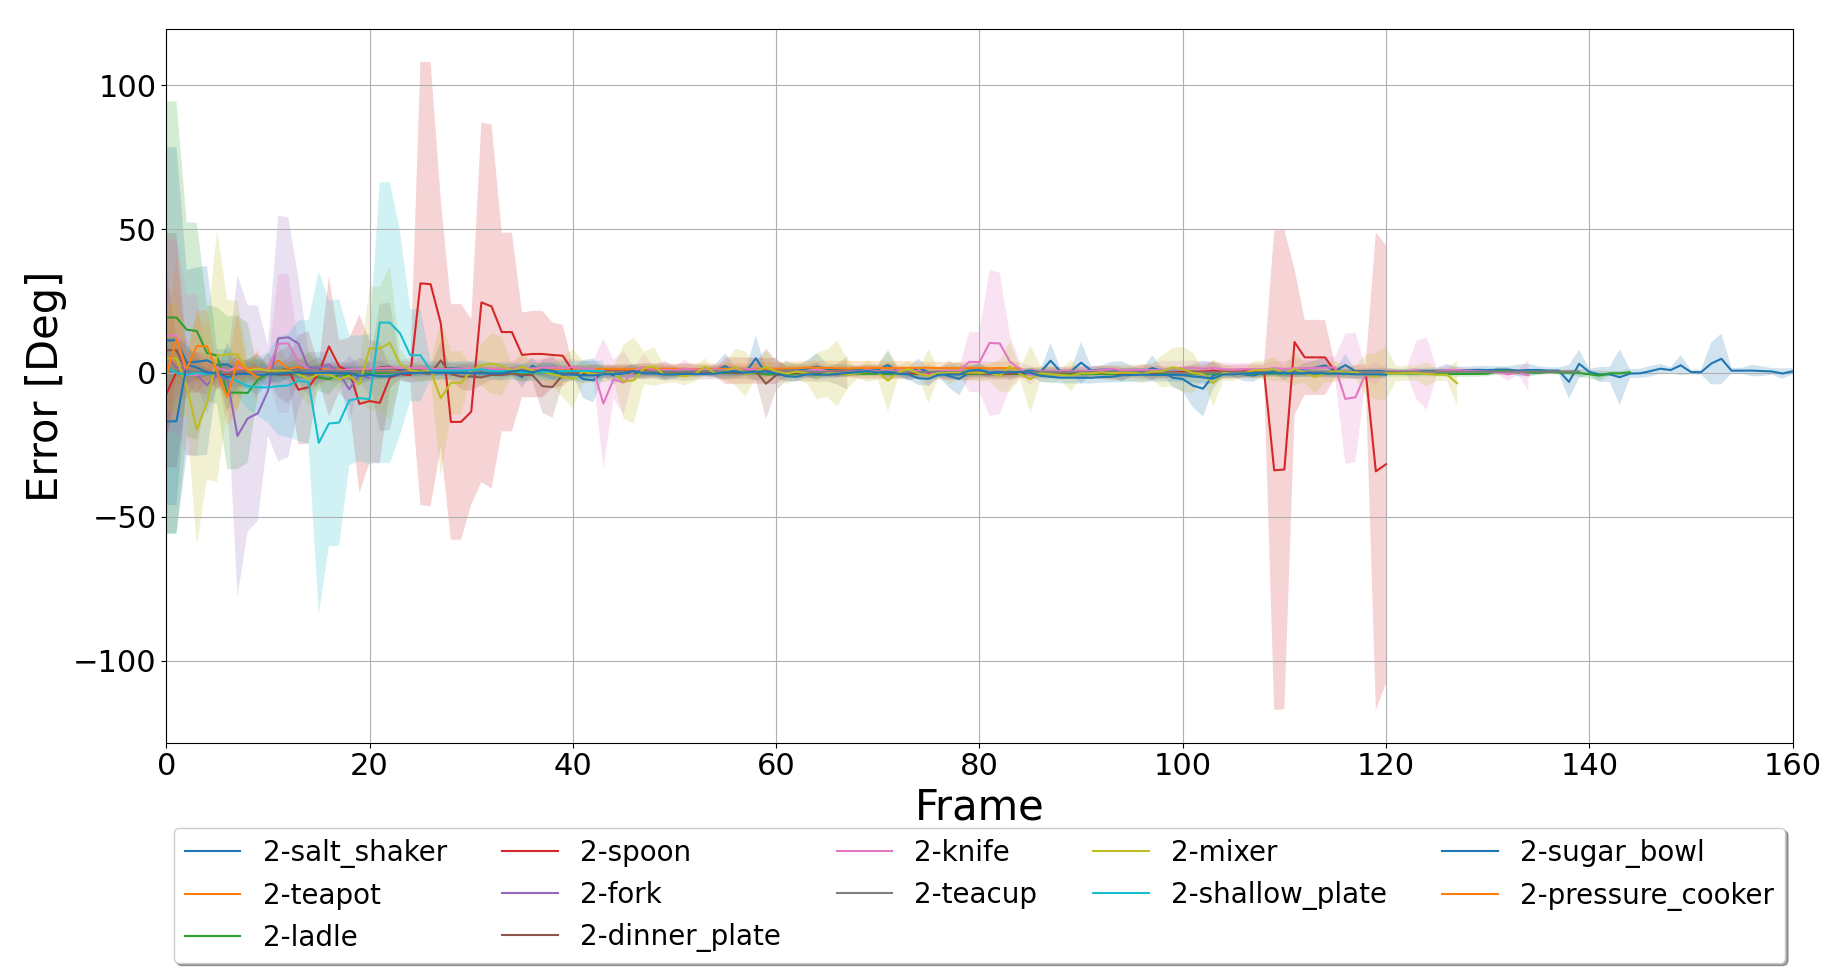 100
50
0
−50
−100
Error [Deg]
0 20 40 60 80 100 120 140 160
Frame
2-salt_shaker 2-spoon 2-knife 2-mixer 2-sugar_bowl
2-teapot 2-fork 2-teacup 2-shallow_plate 2-pressure_cooker
2-ladle 2-dinner_plate